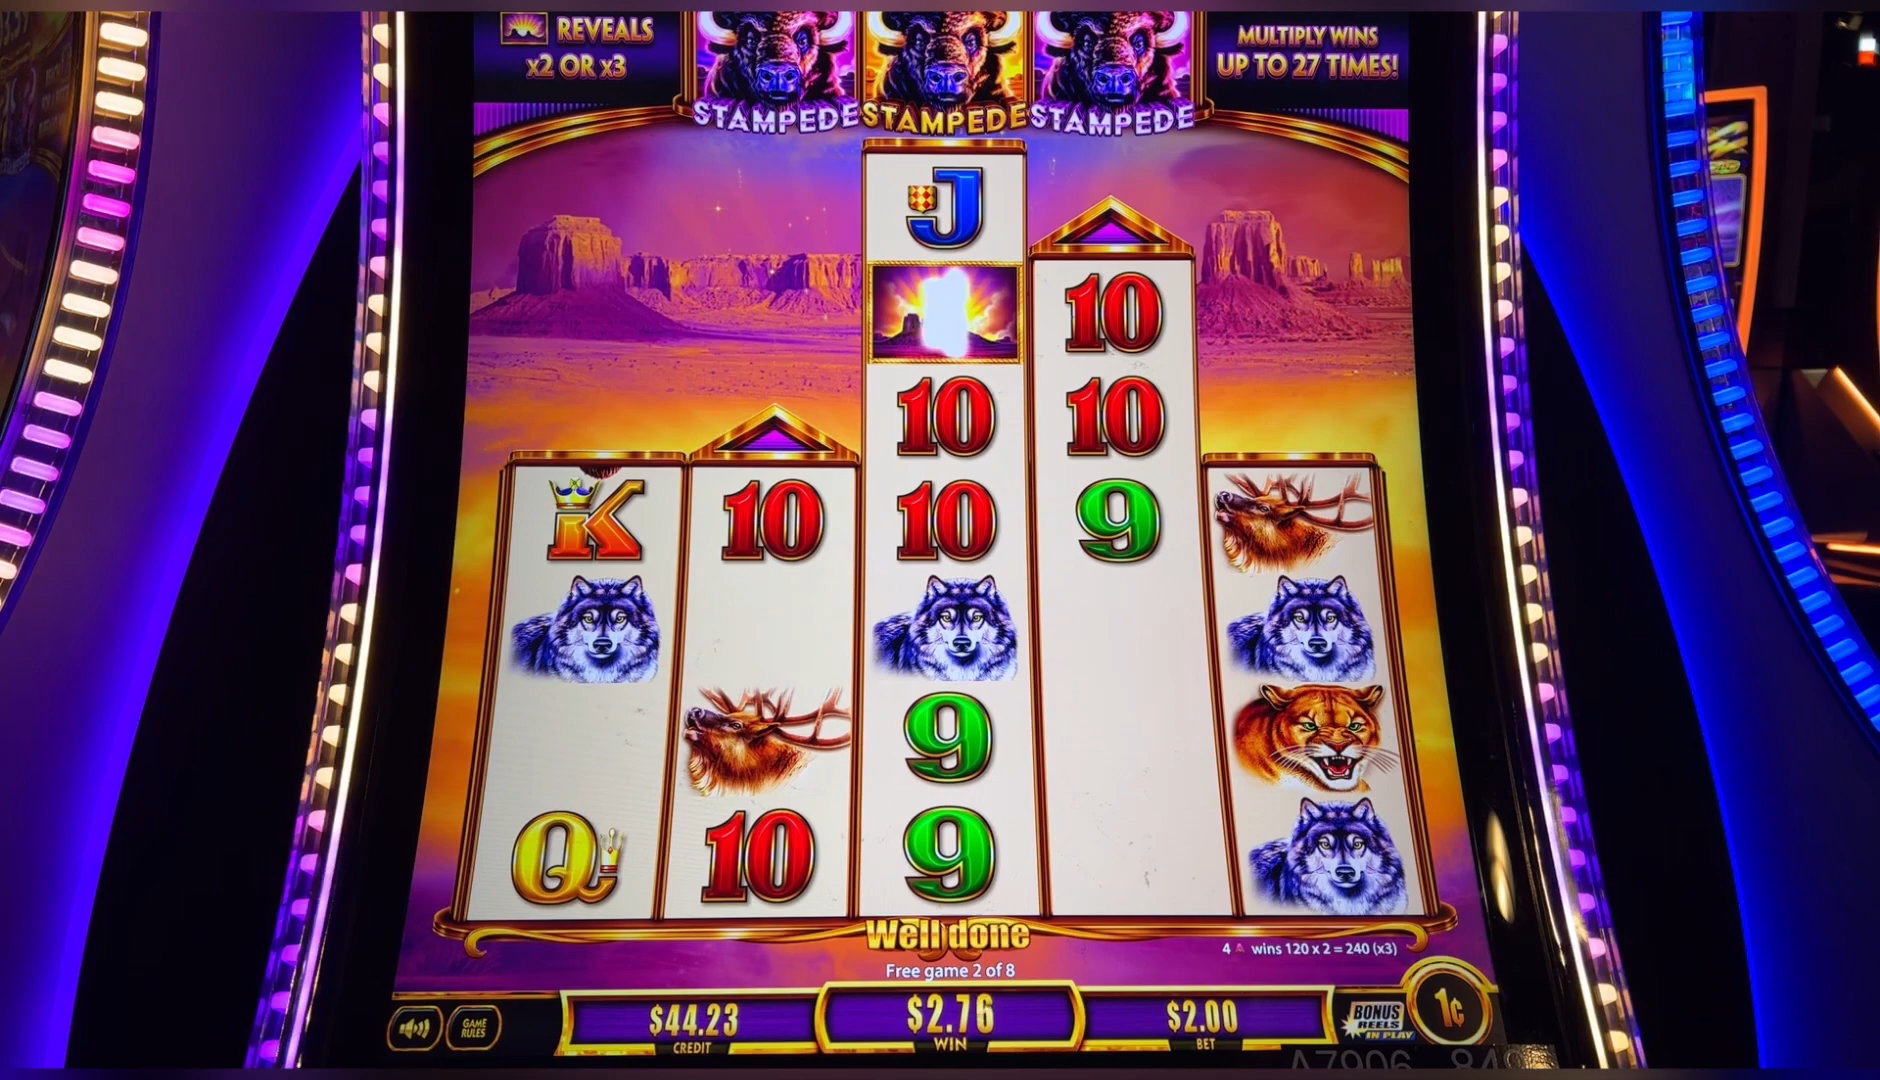 REVEALS
x2 OR x3
MULTIPLY WINS
UP TO 27 TIMES!
STAMPEDE STAMPEDE STAMPEDE
J
10
10 10
K 10 10 9
9
Q 10 9
Well done
4 wins 120 x 2 = 240 (x3)
Free game 2 of 8
GAME
RULES
$44.23
CREDIT
$2.76
WIN
$2.00
BET
BONUS
REELS
IN PLAY
1¢